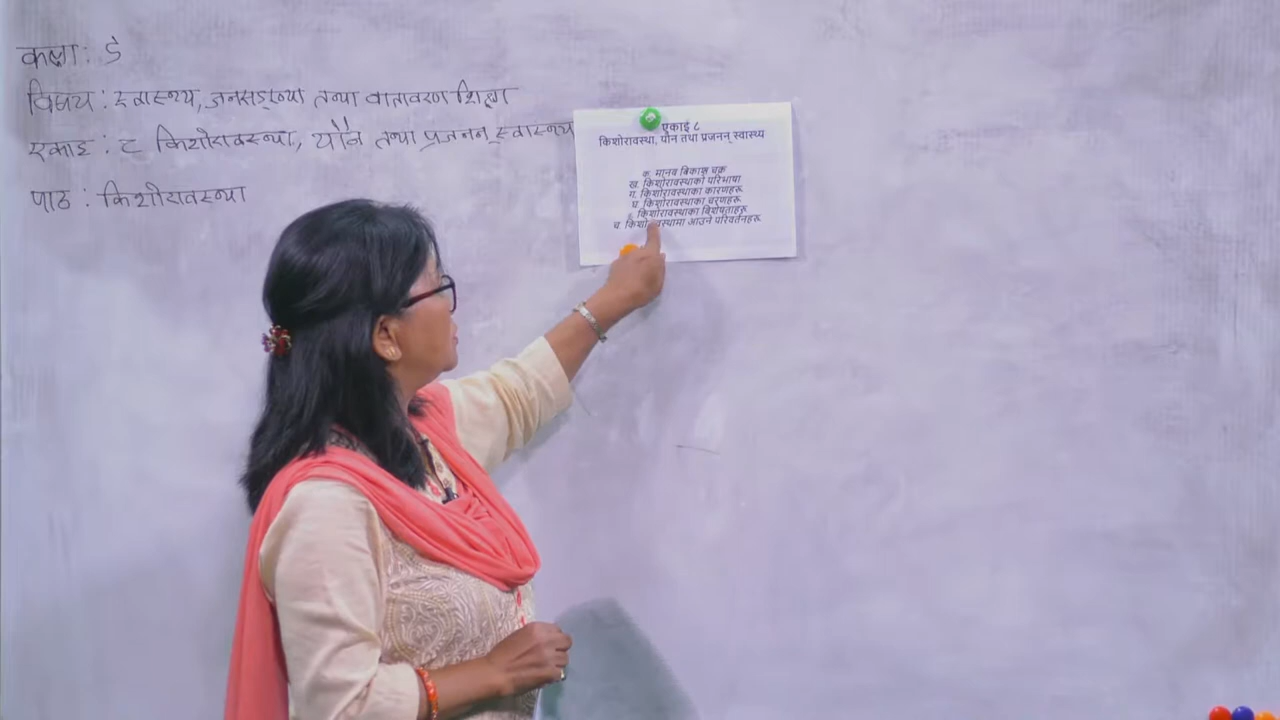 कक्षा : ९
विषय : स्वास्थ्य, जनसङ्ख्या तथा वातावरण शिक्षा
एकाइ : ८ किशोरावस्था, यौन तथा प्रजनन् स्वास्थ्य
पाठ : किशोरावस्था
एकाई ८
किशोरावस्था, यौन तथा प्रजनन् स्वास्थ्य
क. मानव बिकास चक्र
ख. किशोरावस्थाको परिभाषा
ग. किशोरावस्थाका कारणहरू
घ. किशोरावस्थाका चरणहरू
किशोरावस्थाका बिशेषताहरू
च. किशोरावस्थामा आउने परिवर्तनहरू